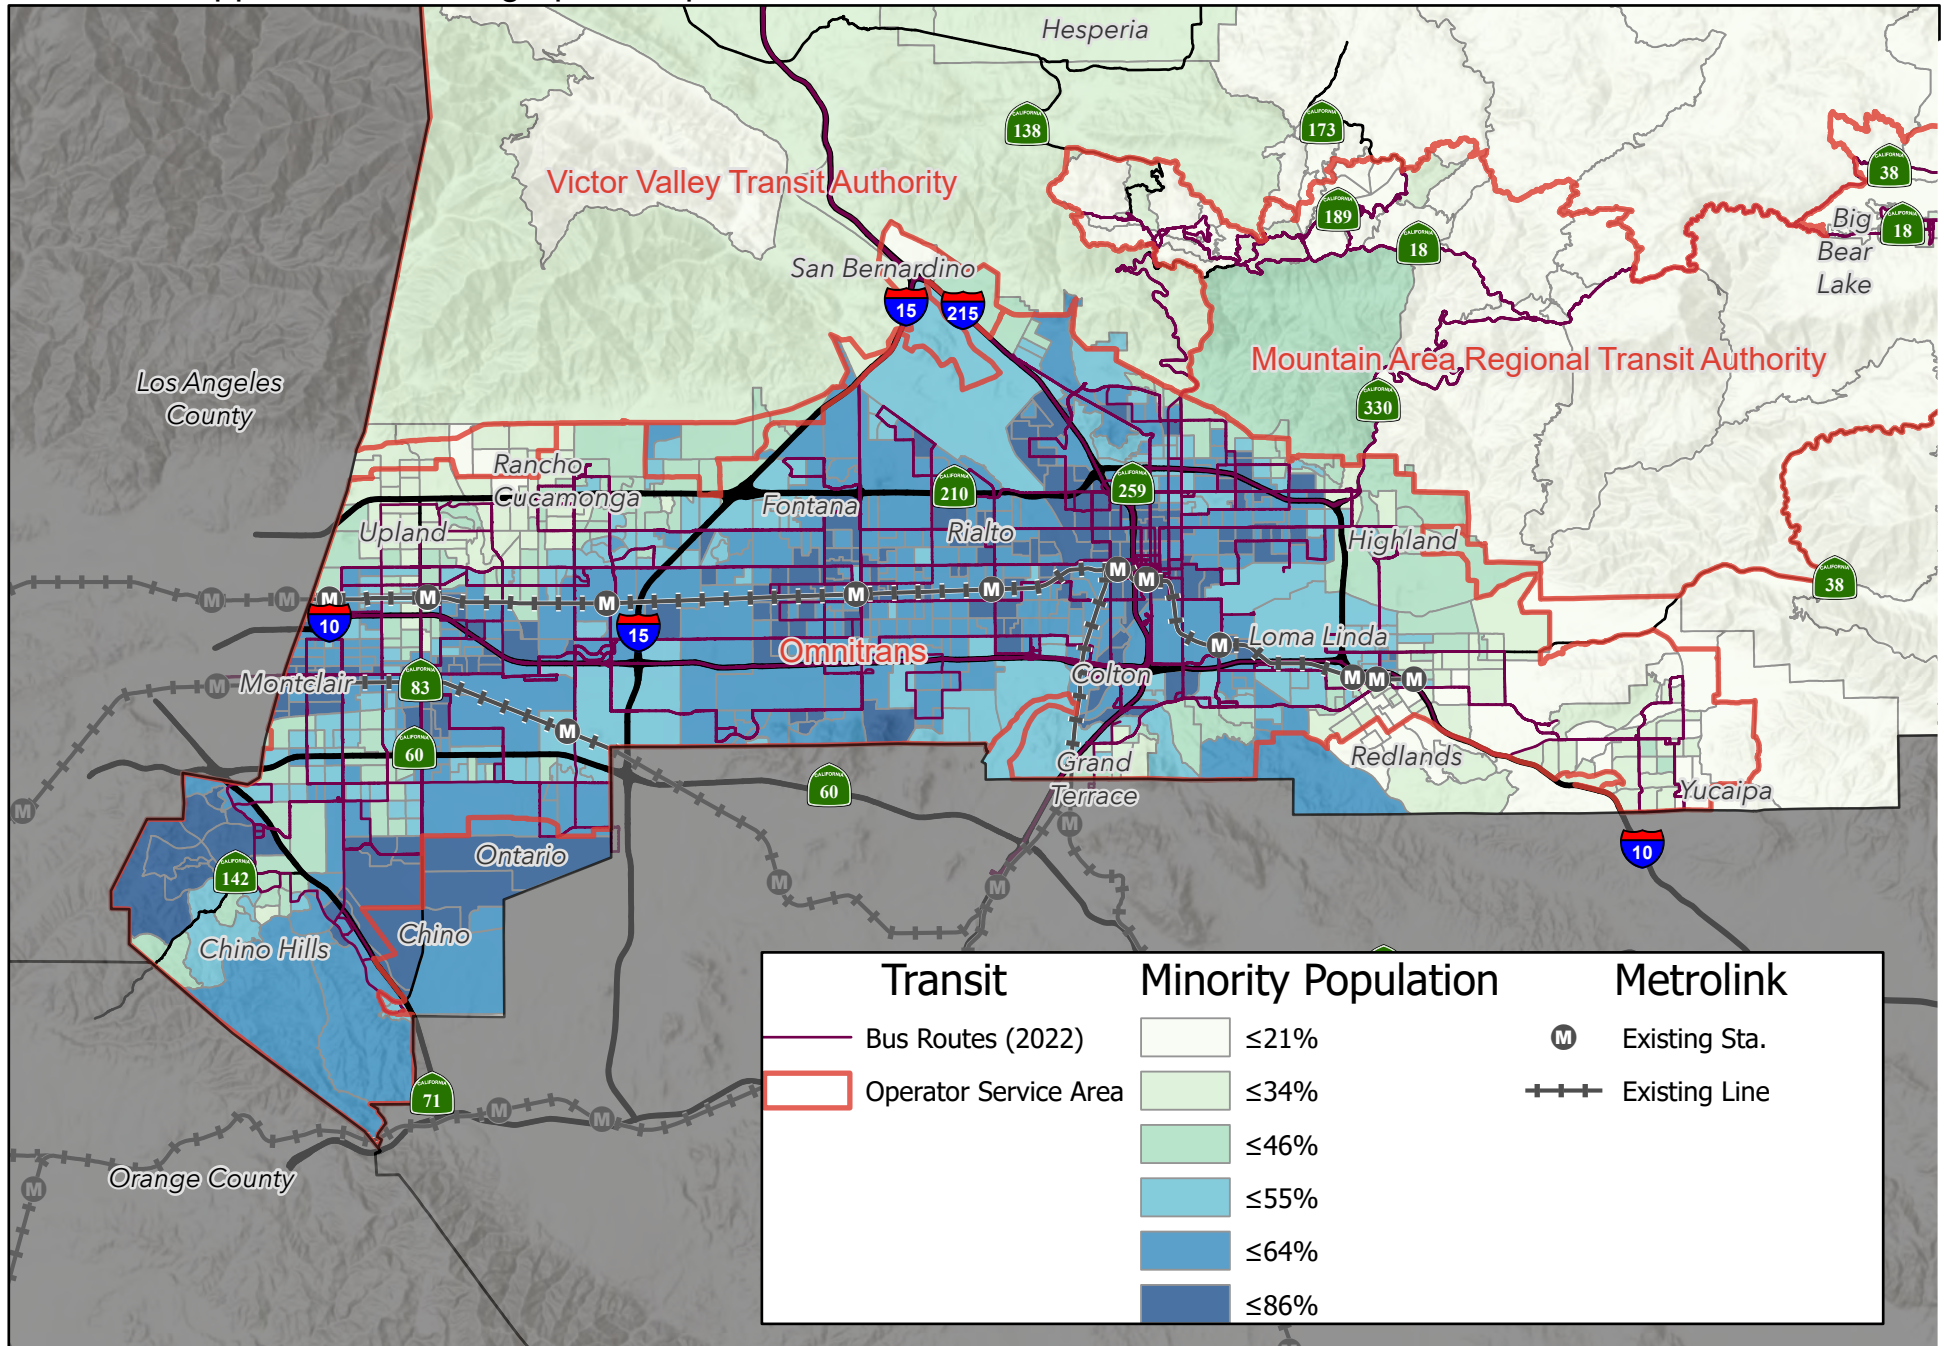 Hesperia
138
173
38
Victor Valley Transit Authority
189
Big
18
18
Bear
Lake
San Bernardino
15
215
Mountain Area Regional Transit Authority
Los Angeles
County
330
Rancho
Cucamonga
210
259
Fontana
Upland
Rialto
Highland
38
10
15
Omnitrans
Loma Linda
Montclair
83
Colton
60
Grand
Terrace
Redlands
Yucaipa
60
Ontario
10
142
Chino Hills
Chino
71
Orange County
Transit
Bus Routes (2022)
Operator Service Area
Minority Population
≤21%
≤34%
≤46%
≤55%
≤64%
≤86%
Metrolink
M Existing Sta.
Existing Line